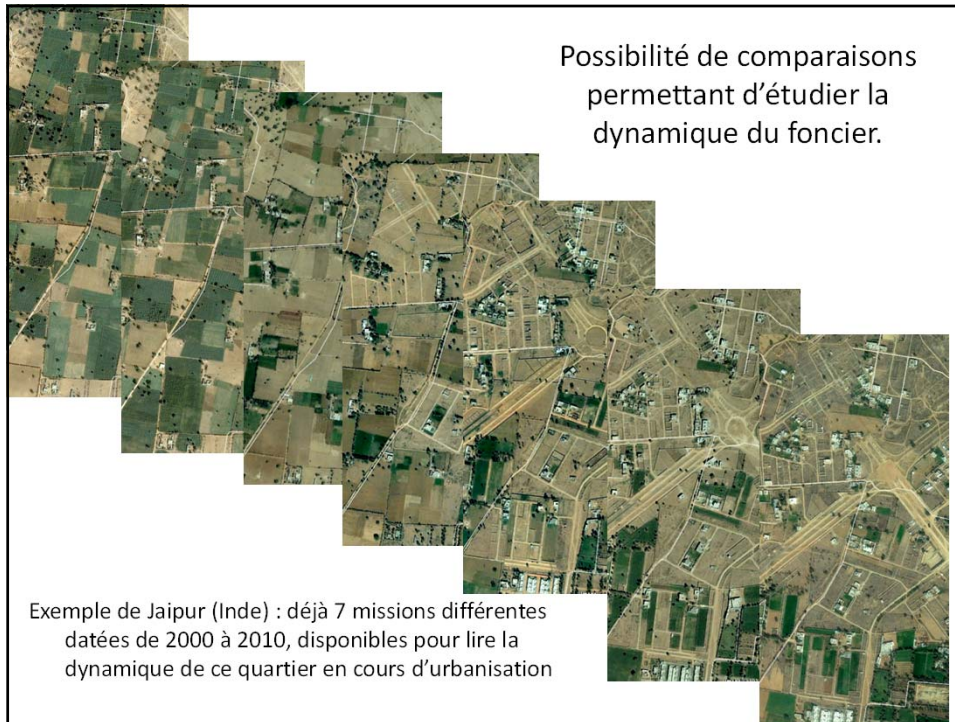 Possibilité de comparaisons
permettant d’étudier la
dynamique du foncier.
Exemple de Jaipur (Inde) : déjà 7 missions différentes
datées de 2000 à 2010, disponibles pour lire la
dynamique de ce quartier en cours d’urbanisation